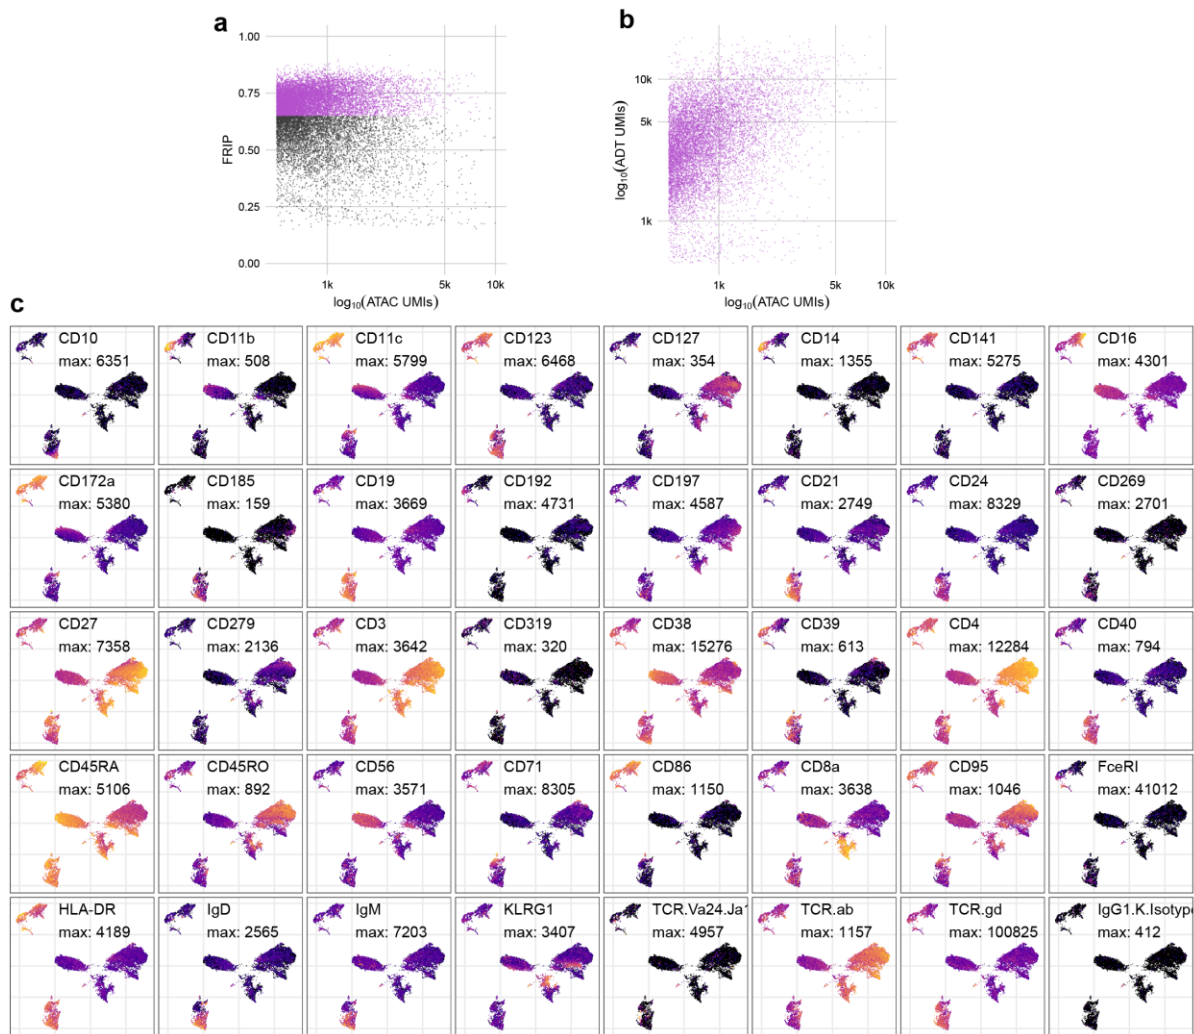 a
b
1.00
0.75
0.50
0.25
0.00
FRIP
1k
5k
10k
log10(ATAC UMIs)
10k
5k
1k
log10(ADT UMIs)
1k
5k
10k
log10(ATAC UMIs)
c
CD10
max: 6351
CD11b
max: 508
CD11c
max: 5799
CD123
max: 6468
CD127
max: 354
CD14
max: 1355
CD141
max: 5275
CD16
max: 4301
CD172a
max: 5380
CD185
max: 159
CD19
max: 3669
CD192
max: 4731
CD197
max: 4587
CD21
max: 2749
CD24
max: 8329
CD269
max: 2701
CD27
max: 7358
CD279
max: 2136
CD3
max: 3642
CD319
max: 320
CD38
max: 15276
CD39
max: 613
CD4
max: 12284
CD40
max: 794
CD45RA
max: 5106
CD45RO
max: 892
CD56
max: 3571
CD71
max: 8305
CD86
max: 1150
CD8a
max: 3638
CD95
max: 1046
FceRI
max: 41012
HLA-DR
max: 4189
IgD
max: 2565
IgM
max: 7203
KLRG1
max: 3407
TCR.Va24.Ja1
max: 4957
TCR.ab
max: 1157
TCR.gd
max: 100825
IgG1.K.Isotype
max: 412